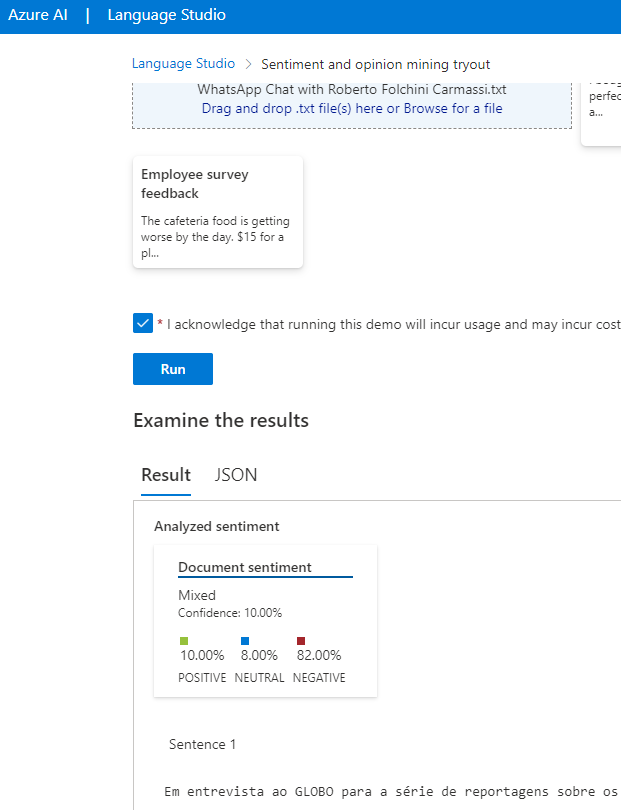 Azure AI | Language Studio
Language Studio > Sentiment and opinion mining tryout
WhatsApp Chat with Roberto Folchini Carmassi.txt
Drag and drop .txt file(s) here or Browse for a file
perfec
a...
Employee survey
feedback
The cafeteria food is getting
worse by the day. $15 for a
pl...
* I acknowledge that running this demo will incur usage and may incur cost
Run
Examine the results
Result JSON
Analyzed sentiment
Document sentiment
Mixed
Confidence: 10.00%
10.00% 8.00% 82.00%
POSITIVE NEUTRAL NEGATIVE
Sentence 1
Em entrevista ao GLOBO para a série de reportagens sobre os